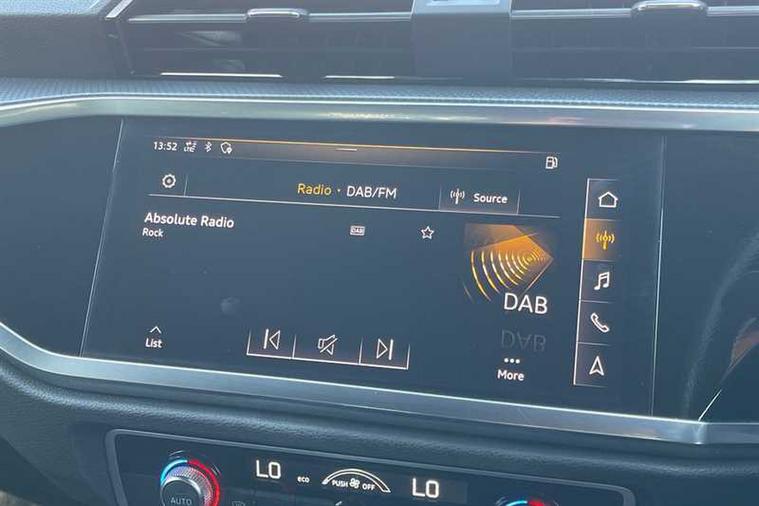 13:52 LTE
Radio · DAB/FM
Source
Absolute Radio
DAB
Rock
DAB
List
More
LO
eco
PUSH OFF
LO
AUTO